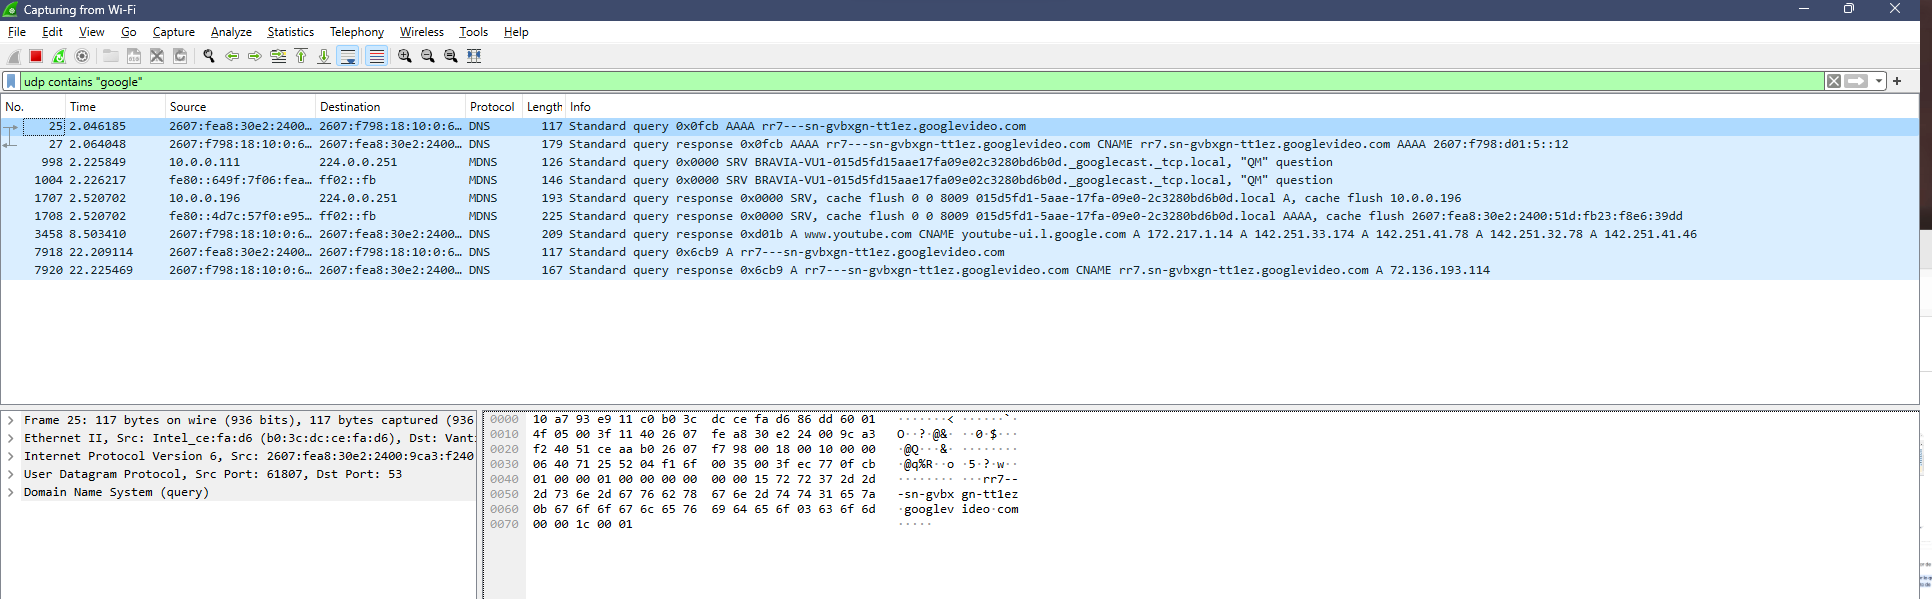 Capturing from Wi-Fi
File Edit View Go Capture Analyze Statistics Telephony Wireless Tools Help
udp contains "google"
No. Time Source Destination Protocol Length Info
25 2.046185 2607:fea8:30e2:2400… 2607:f798:18:10:0:6… DNS 117 Standard query 0x0fcb AAAA rr7---sn-gvbxgn-tt1ez.googlevideo.com
27 2.064048 2607:f798:18:10:0:6… 2607:fea8:30e2:2400… DNS 179 Standard query response 0x0fcb AAAA rr7---sn-gvbxgn-tt1ez.googlevideo.com CNAME rr7.sn-gvbxgn-tt1ez.googlevideo.com AAAA 2607:f798:d01:5::12
998 2.225849 10.0.0.111 224.0.0.251 MDNS 126 Standard query 0x0000 SRV BRAVIA-VU1-015d5fd15aae17fa09e02c3280bd6b0d._googlecast._tcp.local, "QM" question
1004 2.226217 fe80::649f:7f06:fea… ff02::fb MDNS 146 Standard query 0x0000 SRV BRAVIA-VU1-015d5fd15aae17fa09e02c3280bd6b0d._googlecast._tcp.local, "QM" question
1707 2.520702 10.0.0.196 224.0.0.251 MDNS 193 Standard query response 0x0000 SRV, cache flush 0 0 8009 015d5fd1-5aae-17fa-09e0-2c3280bd6b0d.local A, cache flush 10.0.0.196
1708 2.520702 fe80::4d7c:57f0:e95… ff02::fb MDNS 225 Standard query response 0x0000 SRV, cache flush 0 0 8009 015d5fd1-5aae-17fa-09e0-2c3280bd6b0d.local AAAA, cache flush 2607:fea8:30e2:2400:51d:fb23:f8e6:39dd
3458 8.503410 2607:f798:18:10:0:6… 2607:fea8:30e2:2400… DNS 209 Standard query response 0xd01b A www.youtube.com CNAME youtube-ui.l.google.com A 172.217.1.14 A 142.251.33.174 A 142.251.41.78 A 142.251.32.78 A 142.251.41.46
7918 22.209114 2607:fea8:30e2:2400… 2607:f798:18:10:0:6… DNS 117 Standard query 0x6cb9 A rr7---sn-gvbxgn-tt1ez.googlevideo.com
7920 22.225469 2607:f798:18:10:0:6… 2607:fea8:30e2:2400… DNS 167 Standard query response 0x6cb9 A rr7---sn-gvbxgn-tt1ez.googlevideo.com CNAME rr7.sn-gvbxgn-tt1ez.googlevideo.com A 72.136.193.114
Frame 25: 117 bytes on wire (936 bits), 117 bytes captured (936
Ethernet II, Src: Intel_ce:fa:d6 (b0:3c:dc:ce:fa:d6), Dst: Vant
Internet Protocol Version 6, Src: 2607:fea8:30e2:2400:9ca3:f240
User Datagram Protocol, Src Port: 61807, Dst Port: 53
Domain Name System (query)
0000 10 a7 93 e9 11 c0 b0 3c dc ce fa d6 86 dd 60 01 ·······< ······`·
0010 4f 05 00 3f 11 40 26 07 fe a8 30 e2 24 00 9c a3 O··?·@&· ··0·$···
0020 f2 40 51 ce aa b0 26 07 f7 98 00 18 00 10 00 00 ·@Q···&· ········
0030 06 40 71 25 52 04 f1 6f 00 35 00 3f ec 77 0f cb ·@q%R··o ·5·?·w··
0040 01 00 00 01 00 00 00 00 00 00 15 72 72 37 2d 2d ········ ···rr7--
0050 2d 73 6e 2d 67 76 62 78 67 6e 2d 74 74 31 65 7a -sn-gvbx gn-tt1ez
0060 0b 67 6f 6f 67 6c 65 76 69 64 65 6f 03 63 6f 6d ·googlev ideo·com
0070 00 00 1c 00 01 ·····